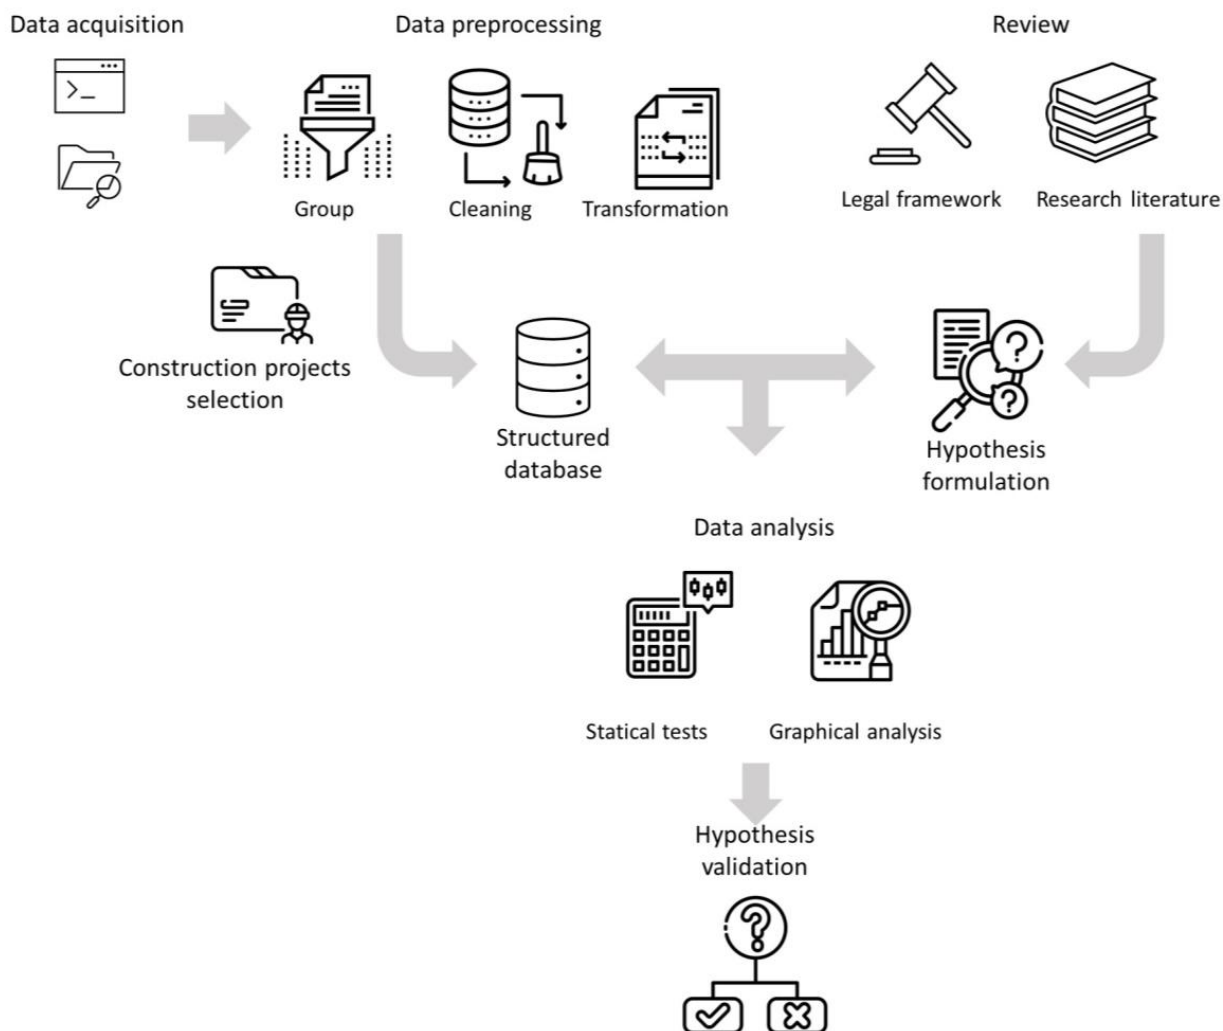 Data acquisition
Data preprocessing
Review
>_
Group
Cleaning
Transformation
Legal framework
Research literature
Construction projects
selection
Structured
database
?
?
Hypothesis
formulation
Data analysis
Statical tests
Graphical analysis
Hypothesis
validation
?